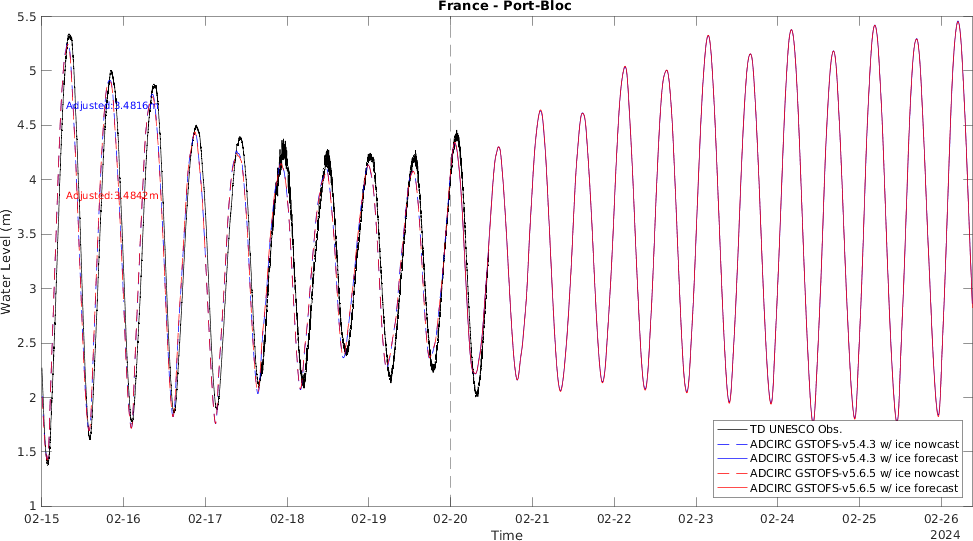 France - Port-Bloc
Water Level (m)
5.5
5
4.5
4
3.5
3
2.5
2
1.5
1
Adjusted:3.4816m
Adjusted:3.4842m
TD UNESCO Obs.
ADCIRC GSTOFS-v5.4.3 w/ ice nowcast
ADCIRC GSTOFS-v5.4.3 w/ ice forecast
ADCIRC GSTOFS-v5.6.5 w/ ice nowcast
ADCIRC GSTOFS-v5.6.5 w/ ice forecast
02-15 02-16 02-17 02-18 02-19 02-20 02-21 02-22 02-23 02-24 02-25 02-26
Time
2024